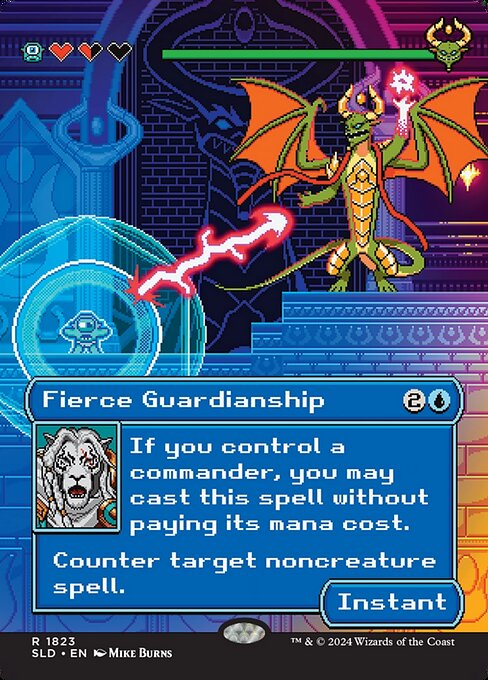 Fierce Guardianship 2
If you control a
commander, you may
cast this spell without
paying its mana cost.
Counter target noncreature
spell.
Instant
R 1823
SLD • EN Mike Burns
™ & © 2024 Wizards of the Coast